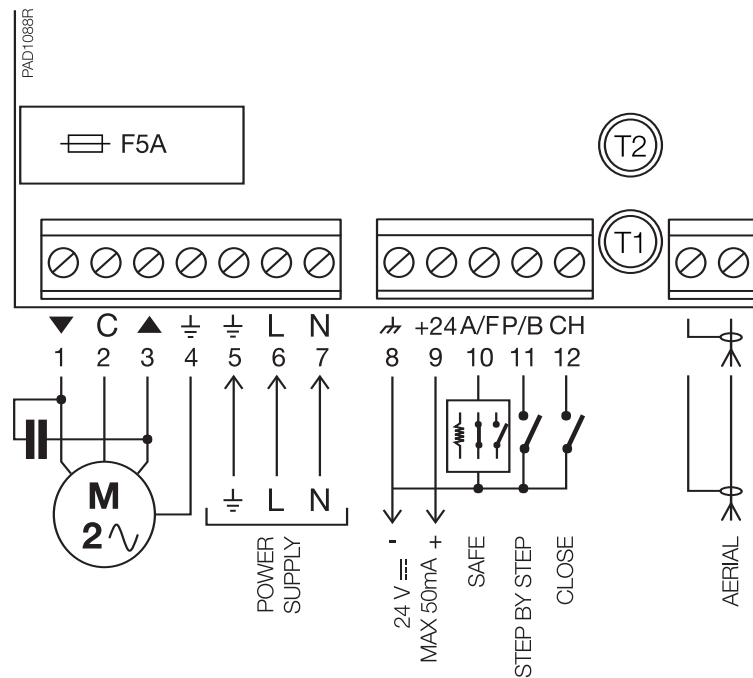 PAD1088R
F5A
T2
T1
▼ C ▲ ⏚ ⏚ L N
1 2 3 4 5 6 7
+24 A/F P/B CH
8 9 10 11 12
M
2
⏚ L N
POWER
SUPPLY
- +
24 V
MAX 50mA
SAFE
STEP BY STEP
CLOSE
AERIAL